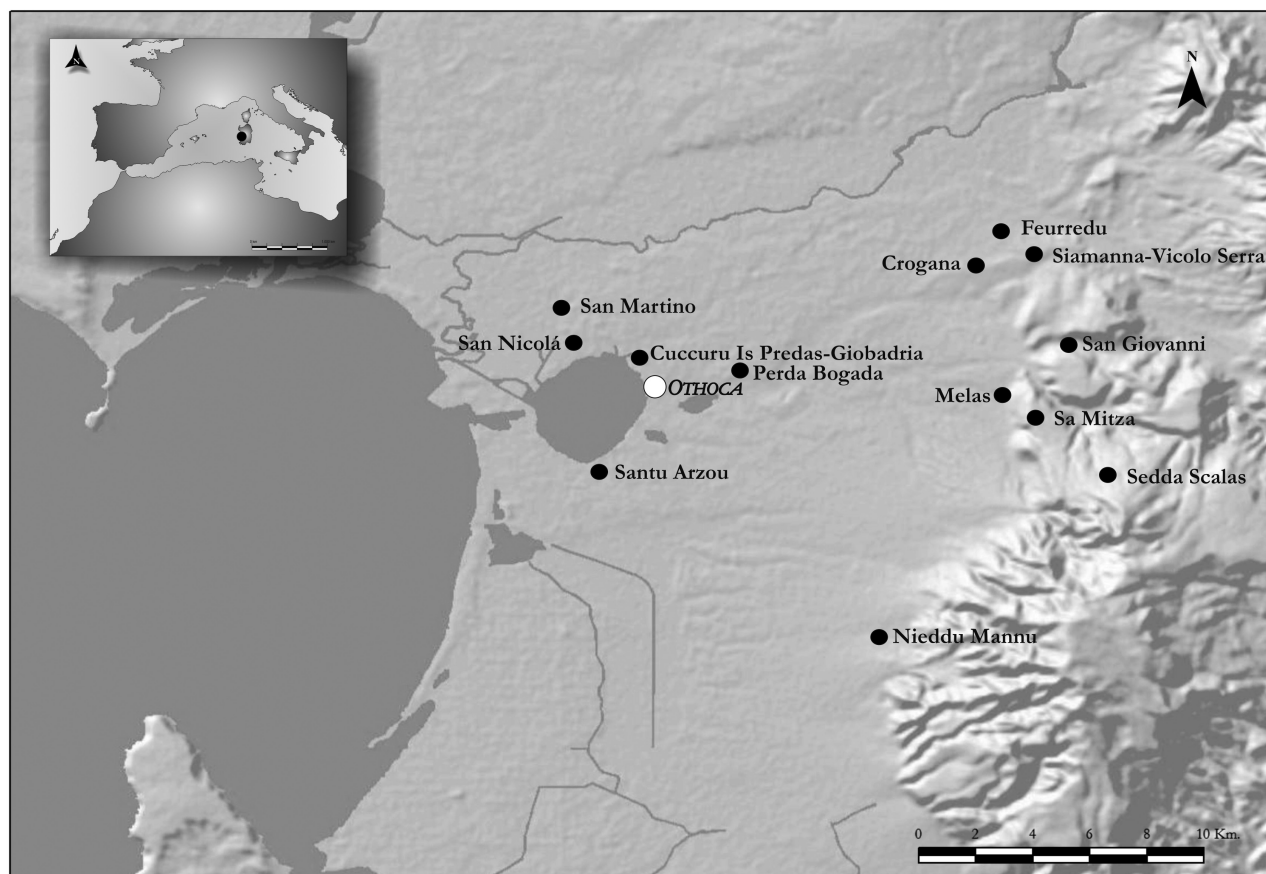 N
N
Feurredu
Siamanna-Vicolo Serra
Crogana
San Martino
San Nicolá
Cuccuru Is Predas-Giobadria
San Giovanni
Perda Bogada
OTHOCA
Melas
Sa Mitza
Santu Arzou
Sedda Scalas
Nieddu Mannu
0 2 4 6 8 10 Km.